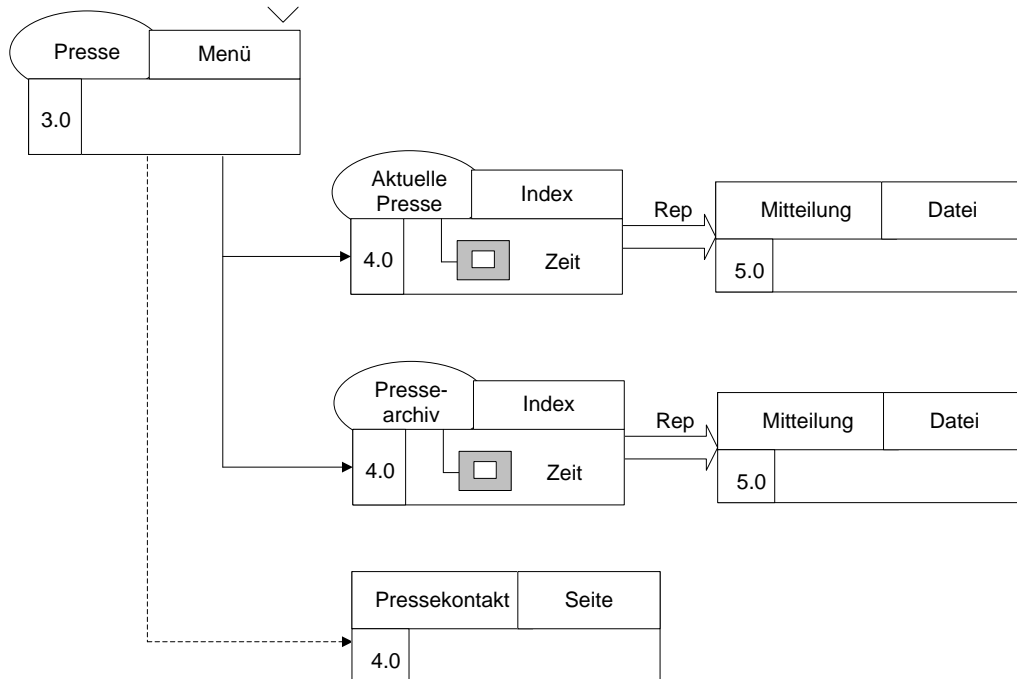 Presse
Menü
3.0
Aktuelle
Presse
Index
Rep
Mitteilung
Datei
4.0
Zeit
5.0
Presse-
archiv
Index
Rep
Mitteilung
Datei
4.0
Zeit
5.0
Pressekontakt
Seite
4.0